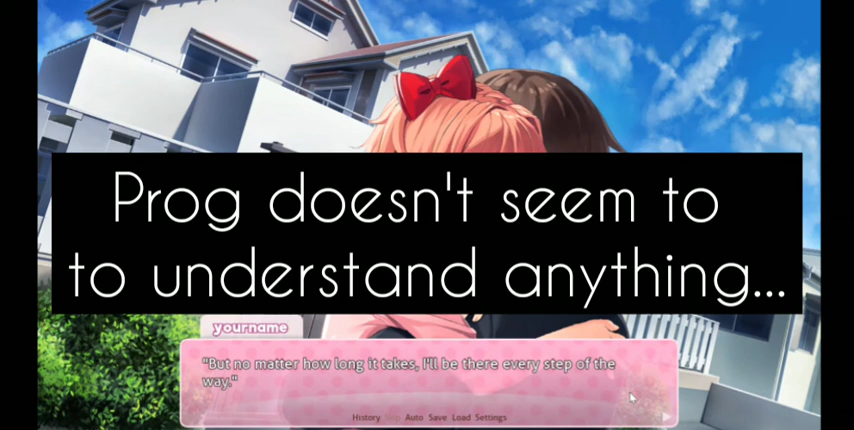 Prog doesn't seem to
to understand anything...
yourname
"But no matter how long it takes, I'll be there every step of the
way."
History Skip Auto Save Load Settings